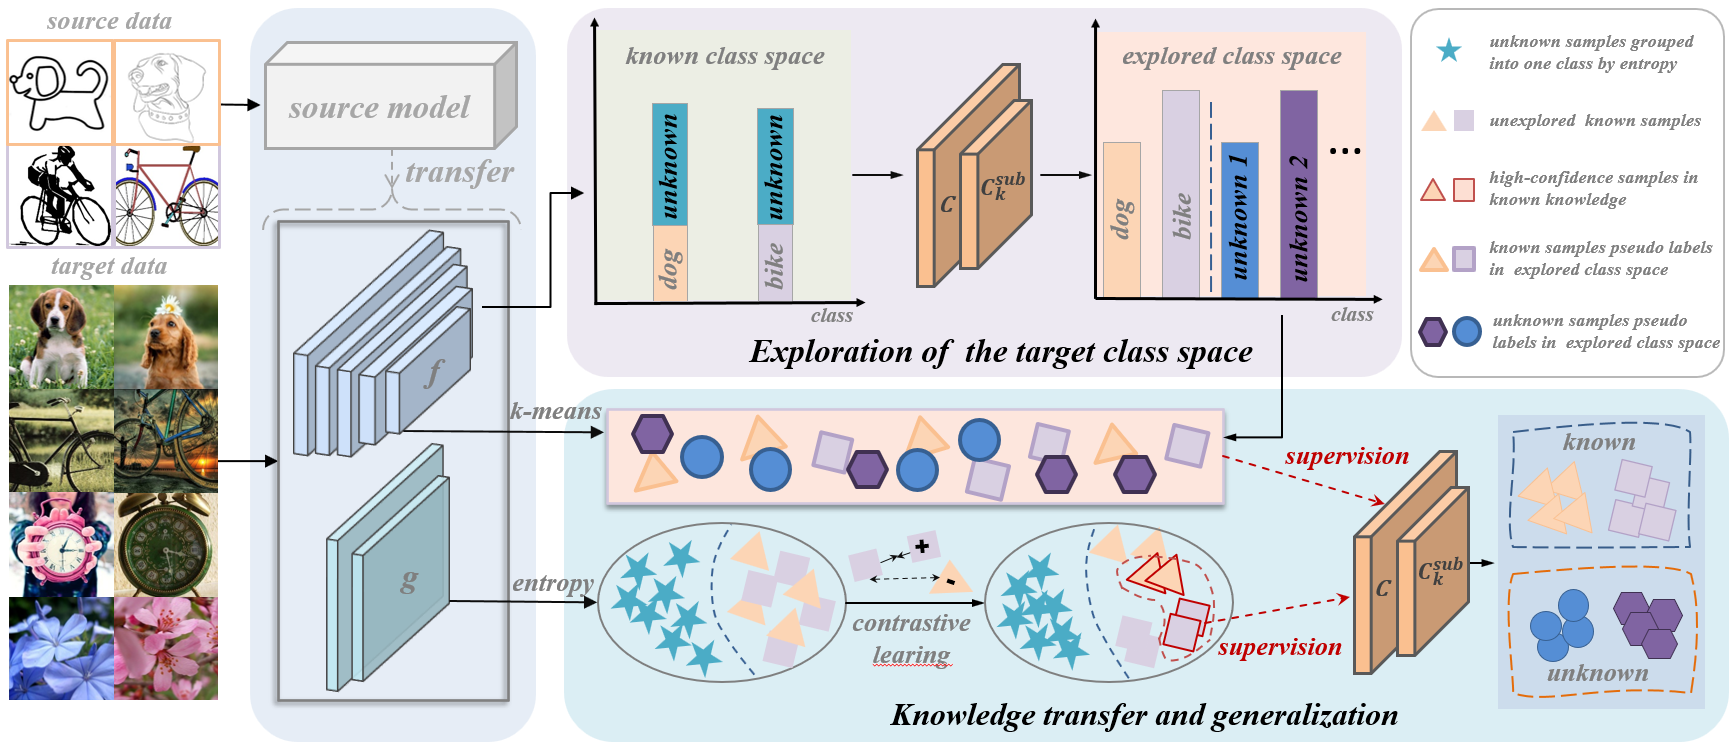 source data
source model
transfer
target data
f
g
known class space
unknown
unknown
dog
bike
class
C
C_k^sub
explored class space
dog
bike
unknown 1
unknown 2
...
class
Exploration of the target class space
unknown samples grouped
into one class by entropy
unexplored known samples
high-confidence samples in
known knowledge
known samples pseudo labels
in explored class space
unknown samples pseudo
labels in explored class space
k-means
entropy
+
-
contrastive
learing
supervision
supervision
C
C_k^sub
known
unknown
Knowledge transfer and generalization